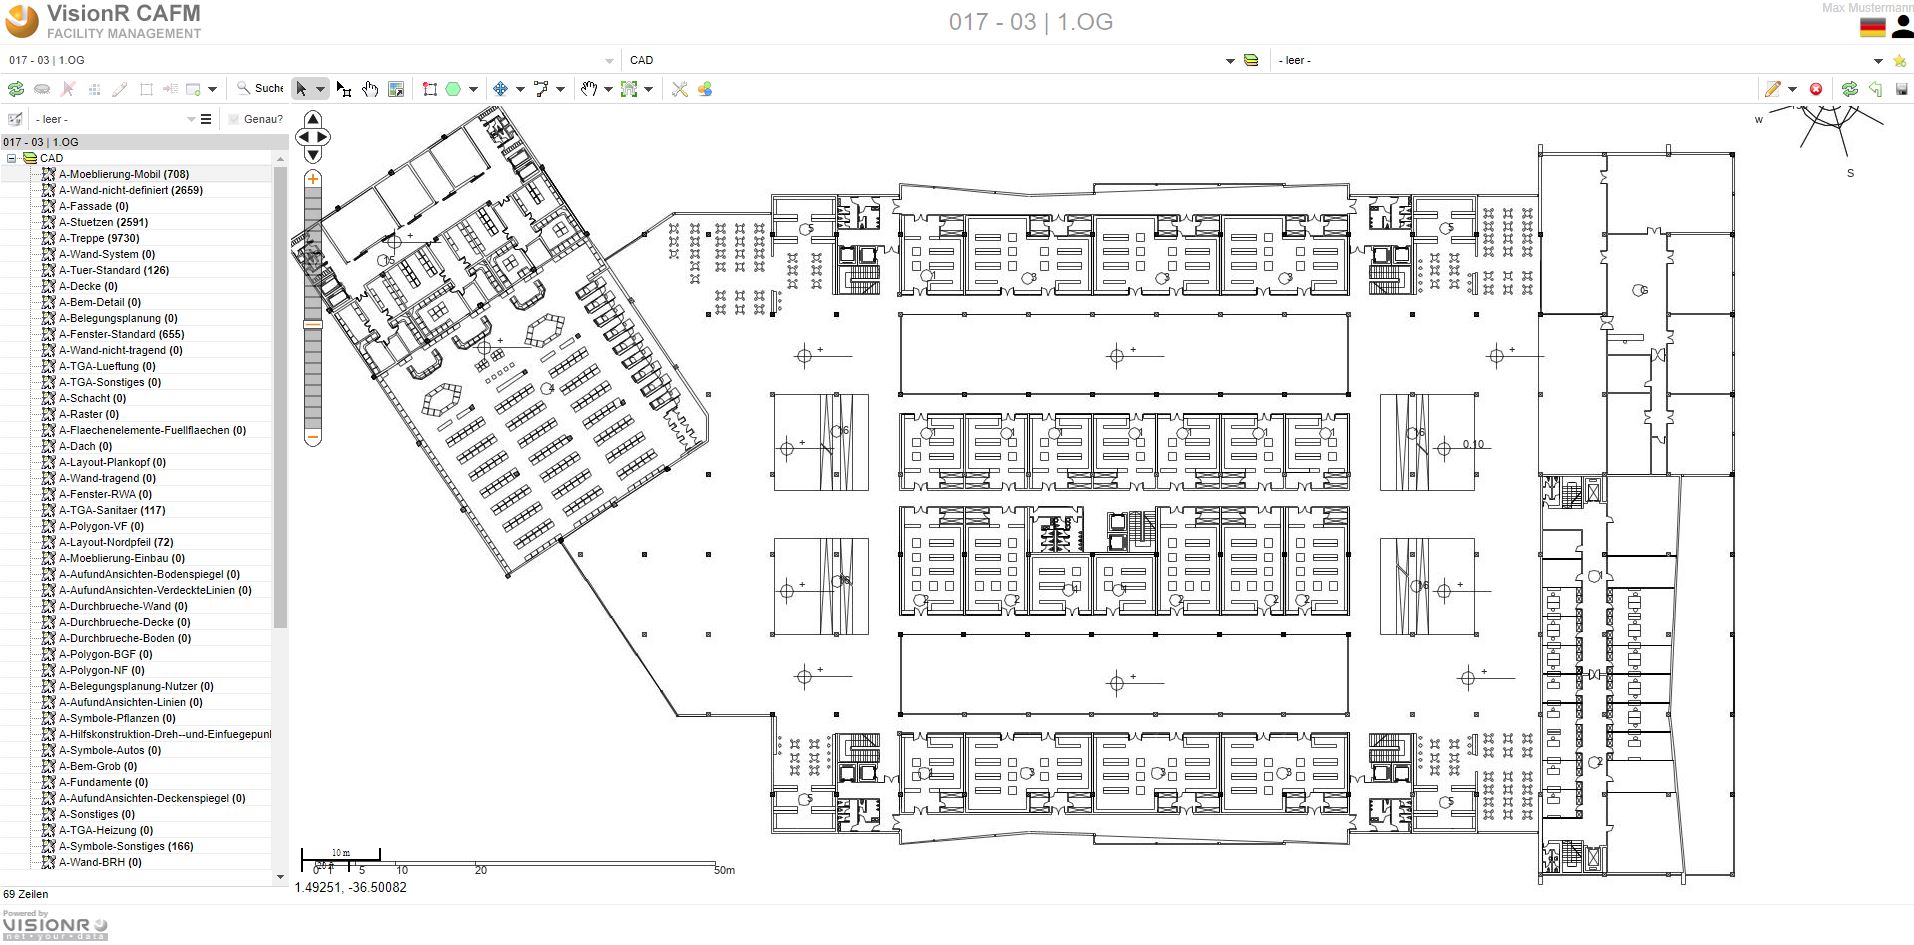 VisionR CAFM
FACILITY MANAGEMENT
017 - 03 | 1.OG
Max Mustermann
017 - 03 | 1.OG
CAD
- leer -
Suche
- leer -
Genau?
017 - 03 | 1.OG
CAD
A-Moeblierung-Mobil (708)
A-Wand-nicht-definiert (2659)
A-Fassade (0)
A-Stuetzen (2591)
A-Treppe (9730)
A-Wand-System (0)
A-Tuer-Standard (126)
A-Decke (0)
A-Bem-Detail (0)
A-Belegungsplanung (0)
A-Fenster-Standard (655)
A-Wand-nicht-tragend (0)
A-TGA-Lueftung (0)
A-TGA-Sonstiges (0)
A-Schacht (0)
A-Raster (0)
A-Flaechenelemente-Fuellflaechen (0)
A-Dach (0)
A-Layout-Plankopf (0)
A-Wand-tragend (0)
A-Fenster-RWA (0)
A-TGA-Sanitaer (117)
A-Polygon-VF (0)
A-Layout-Nordpfeil (72)
A-Moeblierung-Einbau (0)
A-AufundAnsichten-Bodenspiegel (0)
A-AufundAnsichten-VerdeckteLinien (0)
A-Durchbrueche-Wand (0)
A-Durchbrueche-Decke (0)
A-Durchbrueche-Boden (0)
A-Polygon-BGF (0)
A-Polygon-NF (0)
A-Belegungsplanung-Nutzer (0)
A-AufundAnsichten-Linien (0)
A-Symbole-Pflanzen (0)
A-Hilfskonstruktion-Dreh--und-Einfuegepunl
A-Symbole-Autos (0)
A-Bem-Grob (0)
A-Fundamente (0)
A-AufundAnsichten-Deckenspiegel (0)
A-Sonstiges (0)
A-TGA-Heizung (0)
A-Symbole-Sonstiges (166)
A-Wand-BRH (0)
69 Zeilen
W
S
0.10
10 m
0 5 10 20 50m
1.49251, -36.50082
Powered by
VISIONR
net • your • data